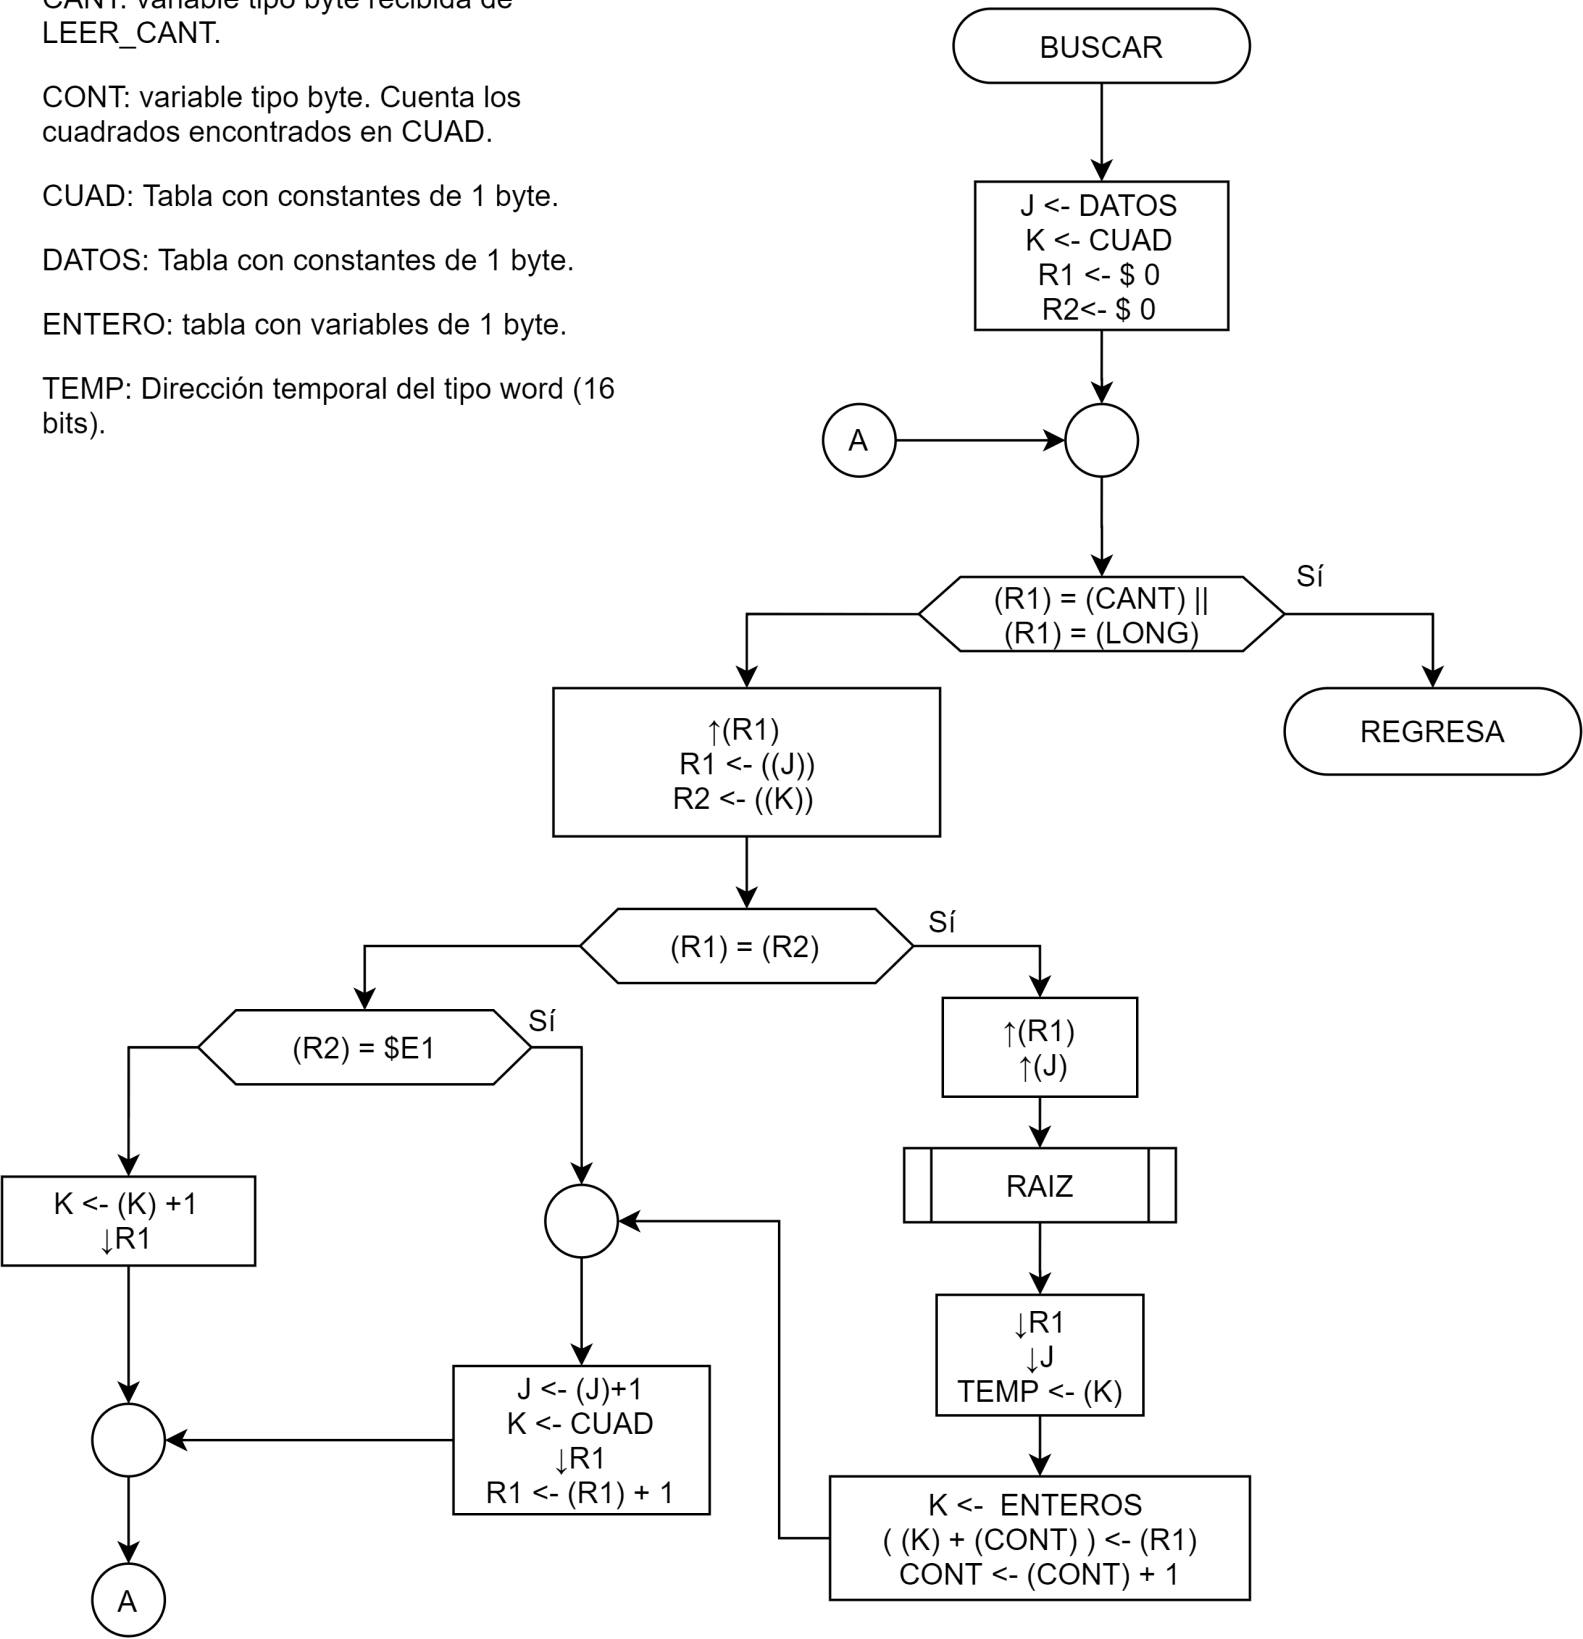 CANT: variable tipo byte recibida de
LEER_CANT.
CONT: variable tipo byte. Cuenta los
cuadrados encontrados en CUAD.
CUAD: Tabla con constantes de 1 byte.
DATOS: Tabla con constantes de 1 byte.
ENTERO: tabla con variables de 1 byte.
TEMP: Dirección temporal del tipo word (16
bits).
BUSCAR
J <- DATOS
K <- CUAD
R1 <- $ 0
R2<- $ 0
A
(R1) = (CANT) ||
(R1) = (LONG)
Sí
REGRESA
↑(R1)
R1 <- ((J))
R2 <- ((K))
(R1) = (R2)
Sí
(R2) = $E1
Sí
↑(R1)
↑(J)
RAIZ
K <- (K) +1
↓R1
↓R1
↓J
TEMP <- (K)
J <- (J)+1
K <- CUAD
↓R1
R1 <- (R1) + 1
K <- ENTEROS
( (K) + (CONT) ) <- (R1)
CONT <- (CONT) + 1
A